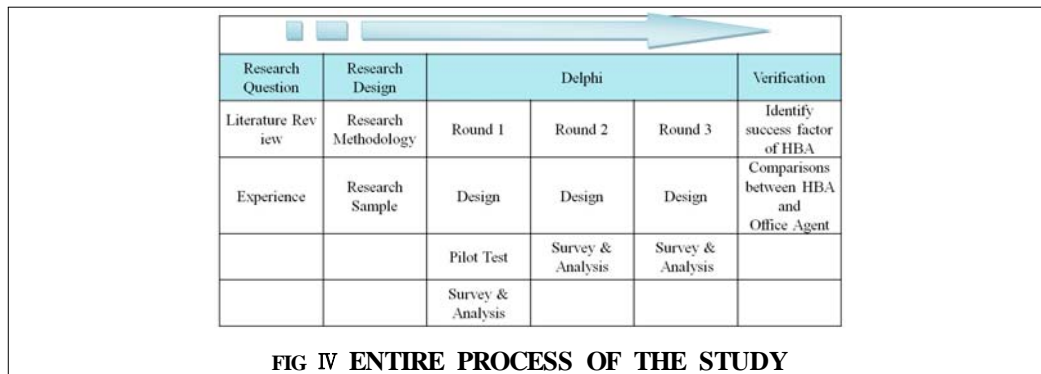 Research Research
Question Design Delphi Verification
Literature Rev Research Round 1 Round 2 Round 3 Identify
iew Methodology success factor
of HBA
Experience Research Design Design Design Comparisons
Sample between HBA
and
Office Agent
Pilot Test Survey & Survey &
Analysis Analysis
Survey &
Analysis
FIG Ⅳ ENTIRE PROCESS OF THE STUDY